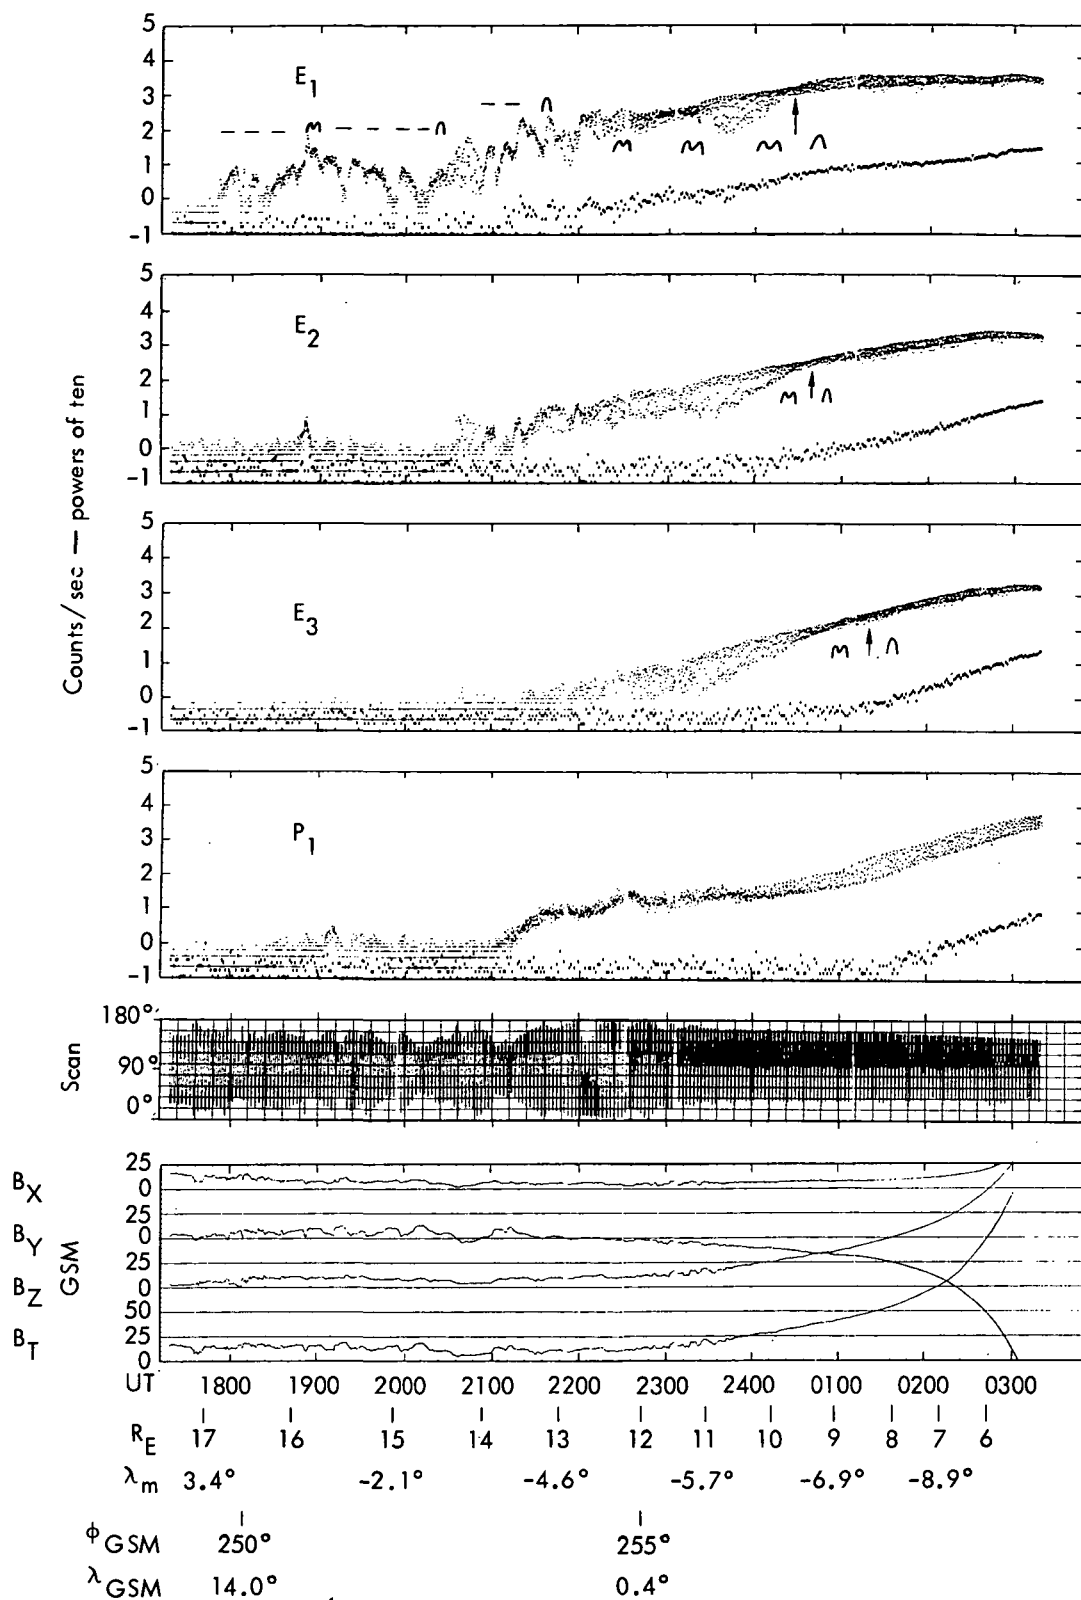 5
4
E1
3
2
1
0
-1
5
4
E2
3
2
1
0
-1
Counts/sec — powers of ten
5
4
E3
3
2
1
0
-1
5
4
P1
3
2
1
0
-1
Scan
180°
90°
0°
BX
25
0
BY
25
0
GSM
BZ
25
0
50
BT
25
0
UT 1800 1900 2000 2100 2200 2300 2400 0100 0200 0300
RE 17 16 15 14 13 12 11 10 9 8 7 6
λm 3.4° -2.1° -4.6° -5.7° -6.9° -8.9°
ϕGSM 250° 255°
λGSM 14.0° 0.4°